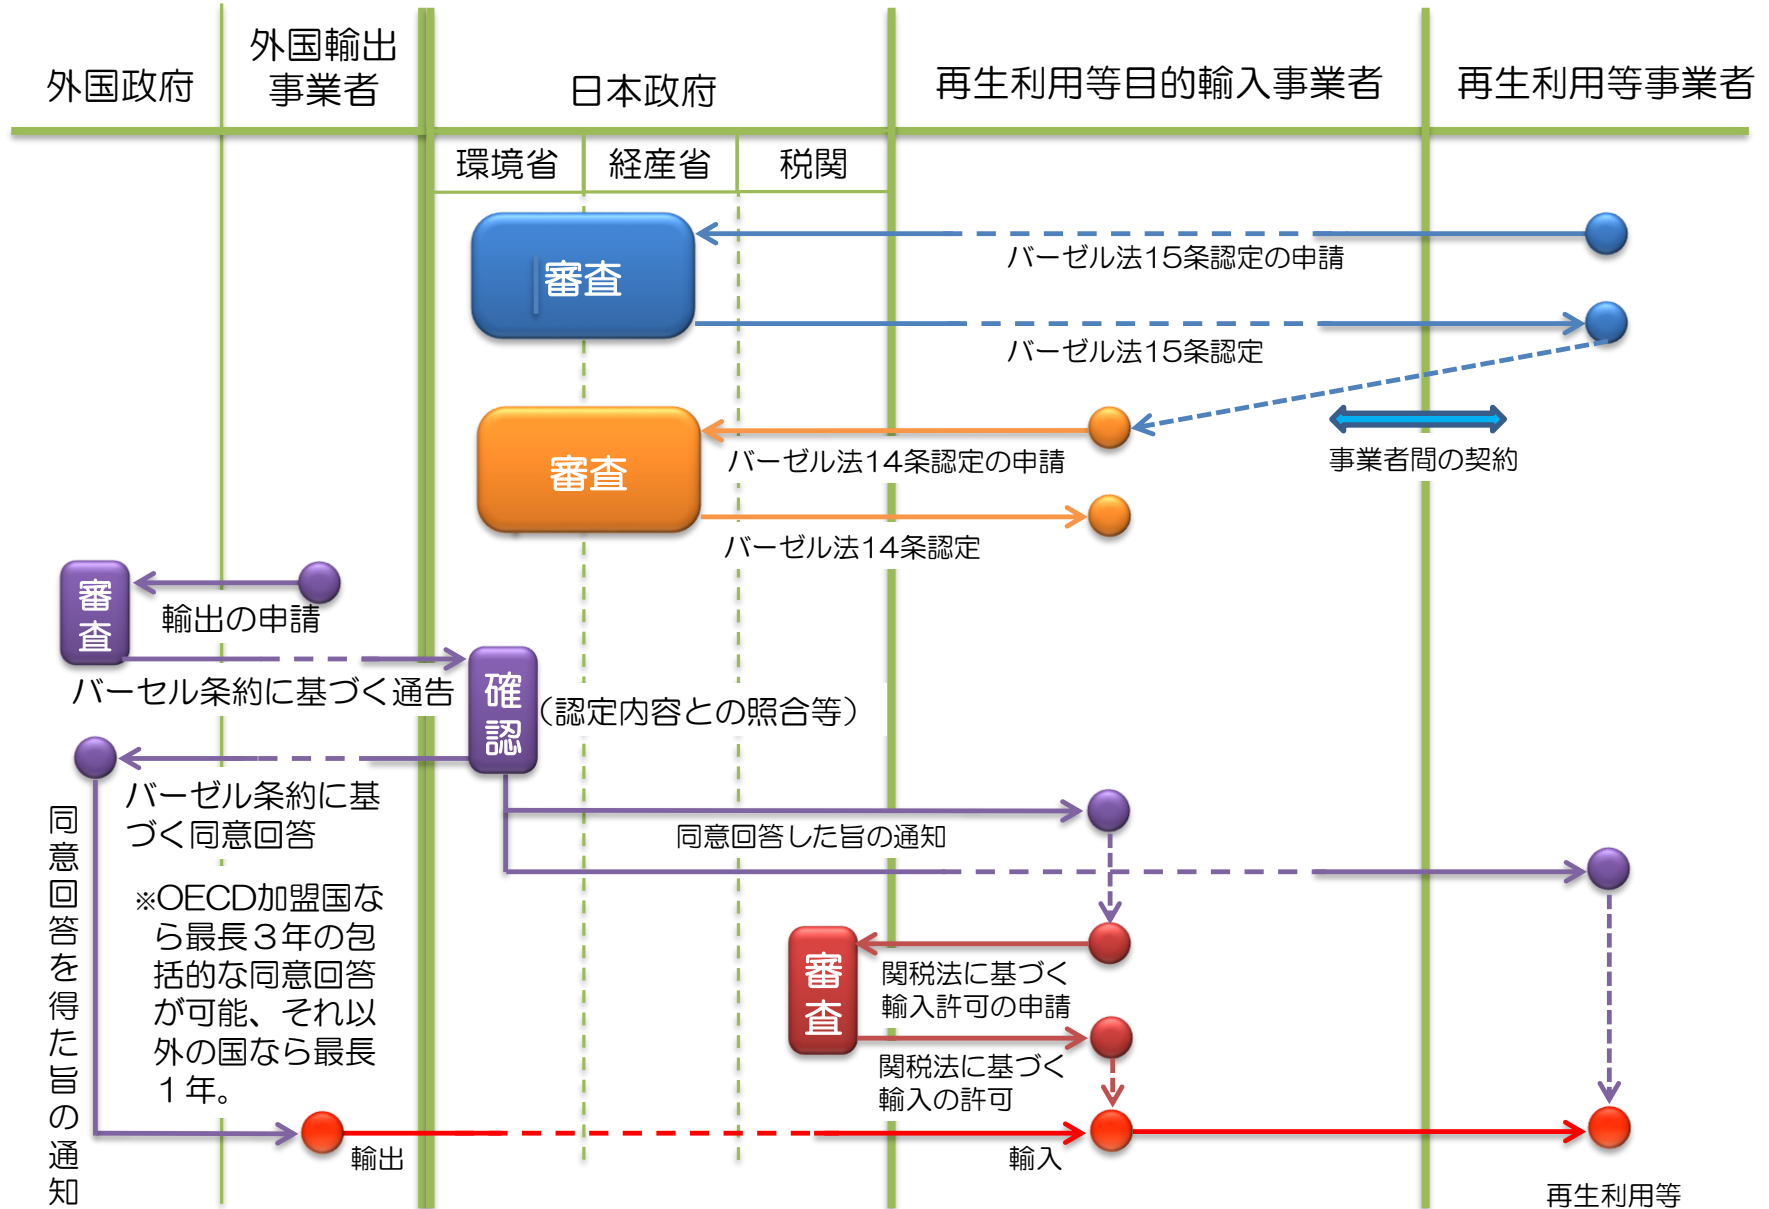 外国政府
外国輸出
事業者
日本政府
再生利用等目的輸入事業者
再生利用等事業者
環境省
経産省
税関
審査
バーゼル法15条認定の申請
バーゼル法15条認定
審査
バーゼル法14条認定の申請
事業者間の契約
バーゼル法14条認定
審
査
輸出の申請
バーセル条約に基づく通告
確
認
（認定内容との照合等）
バーゼル条約に基
づく同意回答
同意回答を得た旨の通知
同意回答した旨の通知
※OECD加盟国な
ら最長３年の包
括的な同意回答
が可能、それ以
外の国なら最長
１年。
審
査
関税法に基づく
輸入許可の申請
関税法に基づく
輸入の許可
輸出
輸入
再生利用等